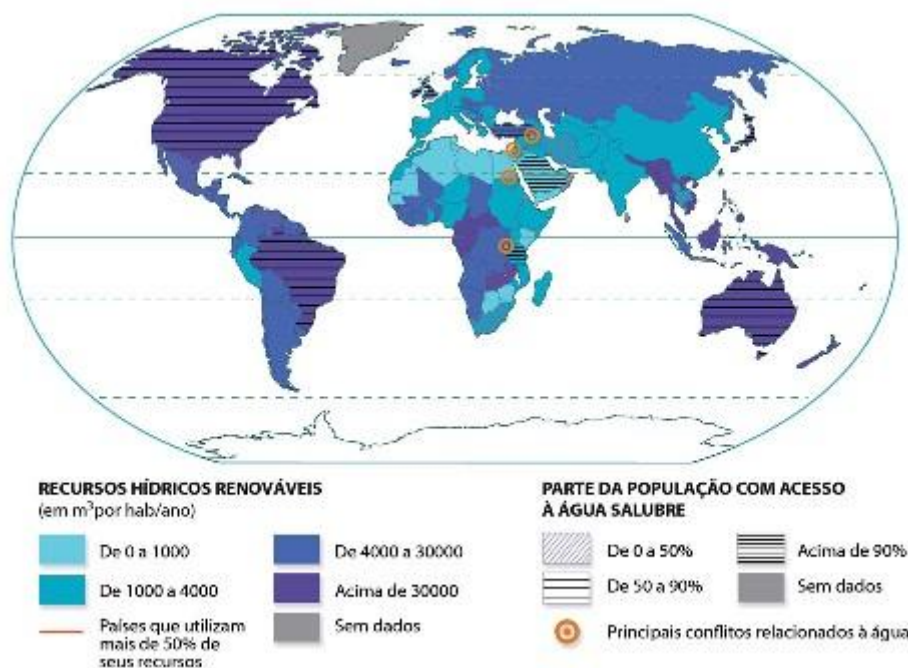 RECURSOS HÍDRICOS RENOVÁVEIS
(em m³por hab/ano)
De 0 a 1000
De 1000 a 4000
Países que utilizam
mais de 50% de
seus recursos
De 4000 a 30000
Acima de 30000
Sem dados
PARTE DA POPULAÇÃO COM ACESSO
À ÁGUA SALUBRE
De 0 a 50%
De 50 a 90%
Acima de 90%
Sem dados
Principais conflitos relacionados à água